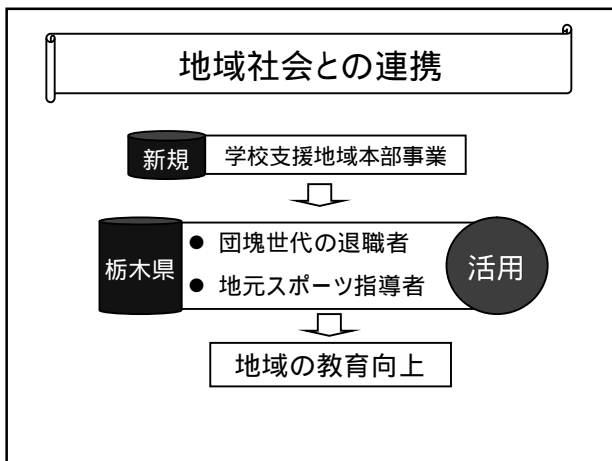 地域社会との連携
新規 学校支援地域本部事業
● 団塊世代の退職者
栃木県
● 地元スポーツ指導者
活用
地域の教育向上